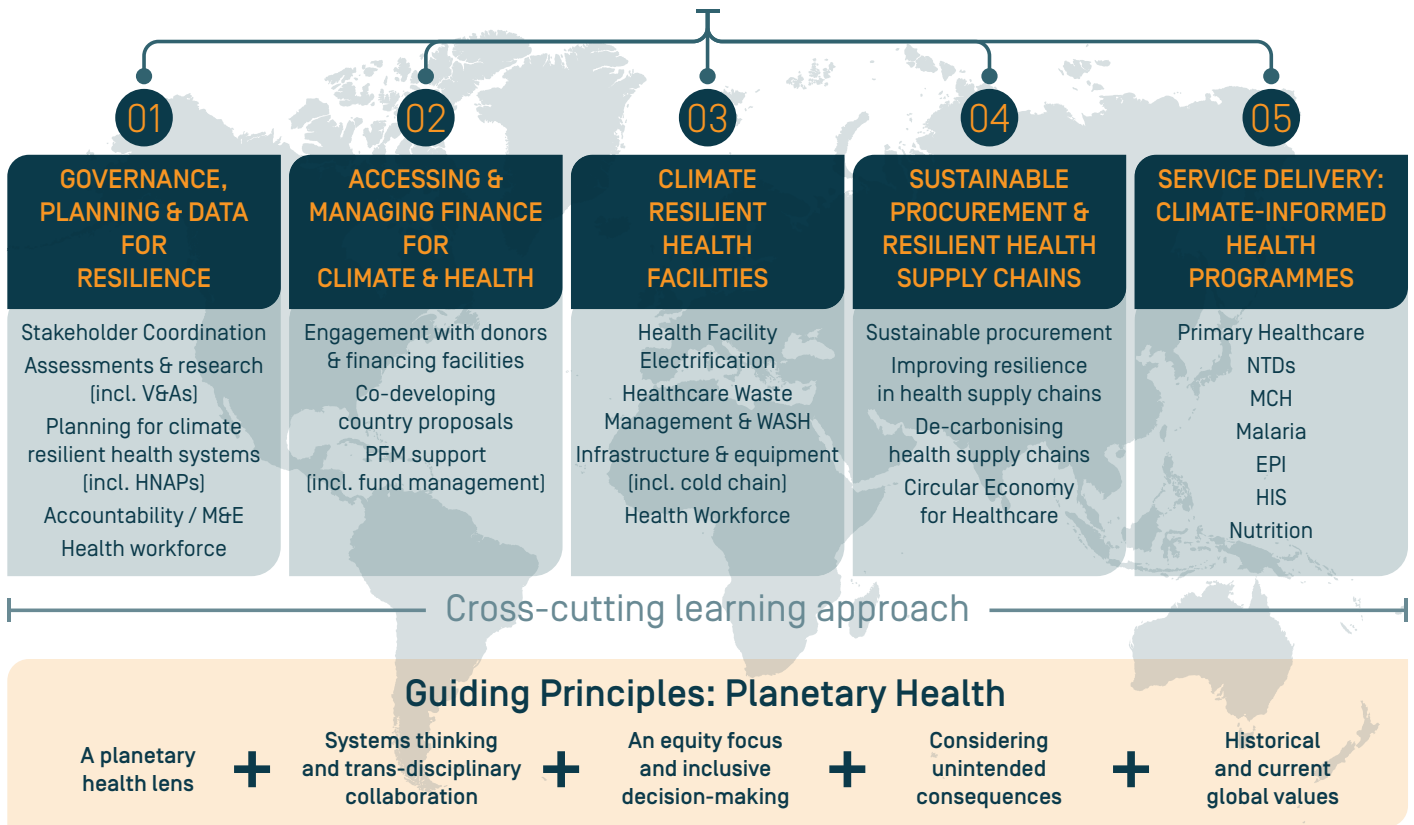 01
GOVERNANCE,
PLANNING & DATA
FOR
RESILIENCE
Stakeholder Coordination
Assessments & research
(incl. V&As)
Planning for climate
resilient health systems
(incl. HNAPs)
Accountability / M&E
Health workforce
02
ACCESSING &
MANAGING FINANCE
FOR
CLIMATE & HEALTH
Engagement with donors
& financing facilities
Co-developing
country proposals
PFM support
(incl. fund management)
03
CLIMATE
RESILIENT
HEALTH
FACILITIES
Health Facility
Electrification
Healthcare Waste
Management & WASH
Infrastructure & equipment
(incl. cold chain)
Health Workforce
04
SUSTAINABLE
PROCUREMENT &
RESILIENT HEALTH
SUPPLY CHAINS
Sustainable procurement
Improving resilience
in health supply chains
De-carbonising
health supply chains
Circular Economy
for Healthcare
05
SERVICE DELIVERY:
CLIMATE-INFORMED
HEALTH
PROGRAMMES
Primary Healthcare
NTDs
MCH
Malaria
EPI
HIS
Nutrition
Cross-cutting learning approach
Guiding Principles: Planetary Health
A planetary
health lens
+
Systems thinking
and trans-disciplinary
collaboration
+
An equity focus
and inclusive
decision-making
+
Considering
unintended
consequences
+
Historical
and current
global values